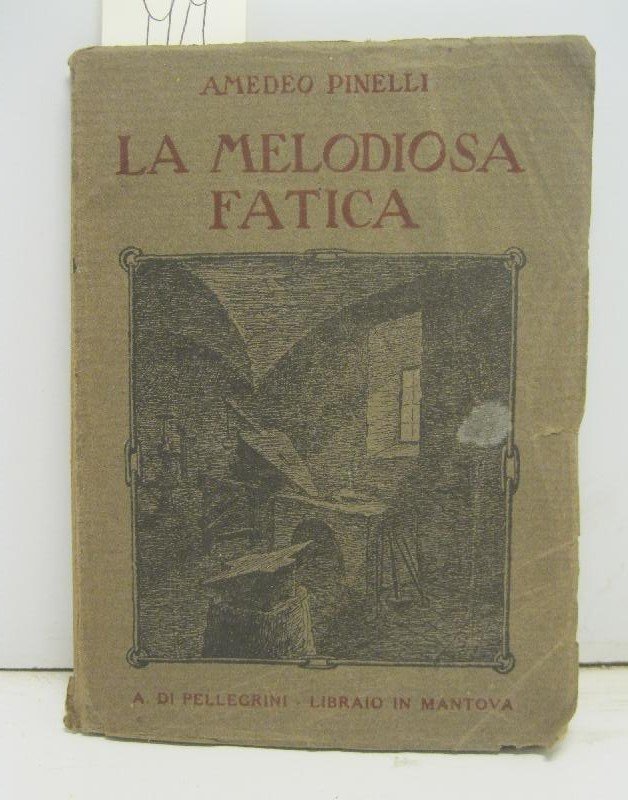 AMEDEO PINELLI
LA MELODIOSA
FATICA
A. DI PELLEGRINI - LIBRAIO IN MANTOVA